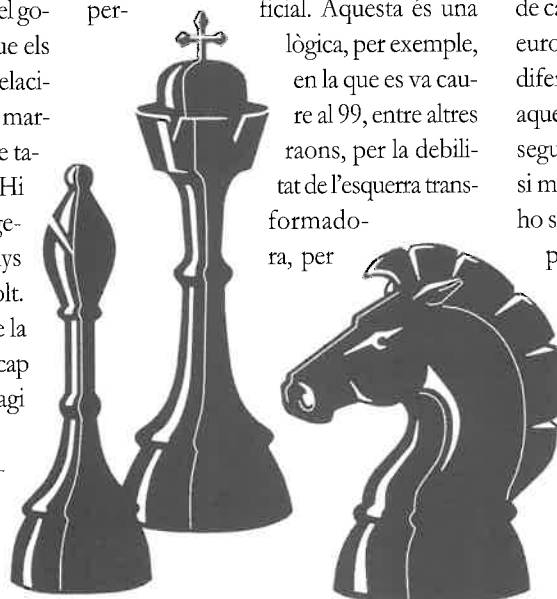 el go-
ue els
elaci-
mar-
e ta-
Hi
ge-
ys
olt.
e la
cap
agi
per-
ficial. Aquesta és una
lògica, per exemple,
en la que es va cau-
re al 99, entre altres
raons, per la debili-
tat de l'esquerra trans-
formado-
ra, per
de ca
euro
difer
aque
segu
si m
ho s
p